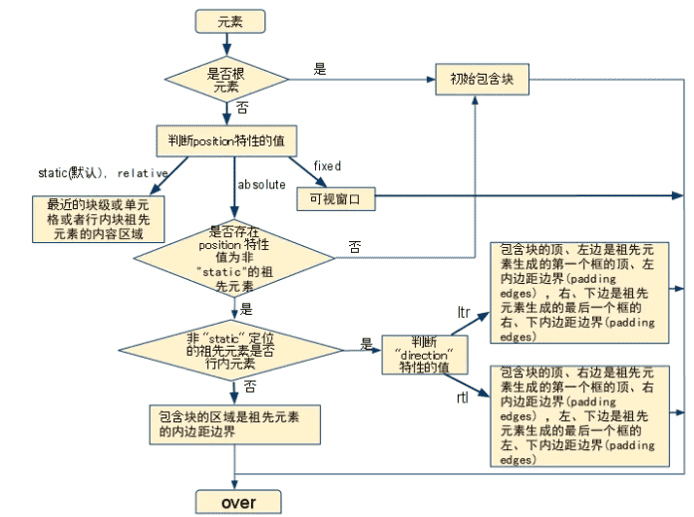 元素
是否根
元素
是
初始包含块
否
判断position特性的值
static(默认), relative
absolute
fixed
最近的块级或单元
格或者行内块祖先
元素的内容区域
可视窗口
是否存在
position 特性
值为非
"static"的祖
先元素
否
是
包含块的顶、左边是祖先元
素生成的第一个框的顶、左
内边距边界(padding
edges) , 右、下边是祖先
元素生成的最后一个框的
右、下内边距边界(padding
edges)
ltr
非 “static” 定位
的祖先元素是否
行内元素
是
判断
“direction”
特性的值
rtl
否
包含块的顶、右边是祖先元
素生成的第一个框的顶、右
内边距边界(padding
edges) , 左、下边是祖先
元素生成的最后一个框的
左、下内边距边界(padding
edges)
包含块的区域是祖先元素
的内边距边界
over